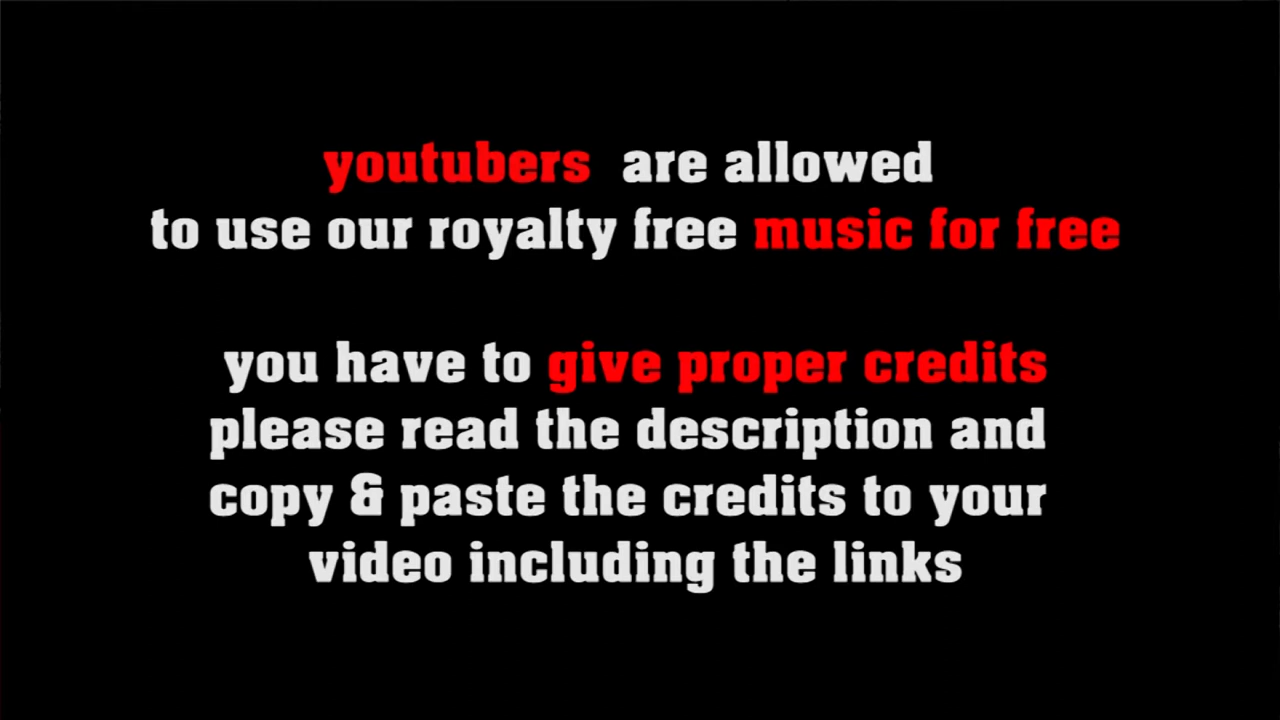 youtubers are allowed
to use our royalty free music for free
you have to give proper credits
please read the description and
copy & paste the credits to your
video including the links